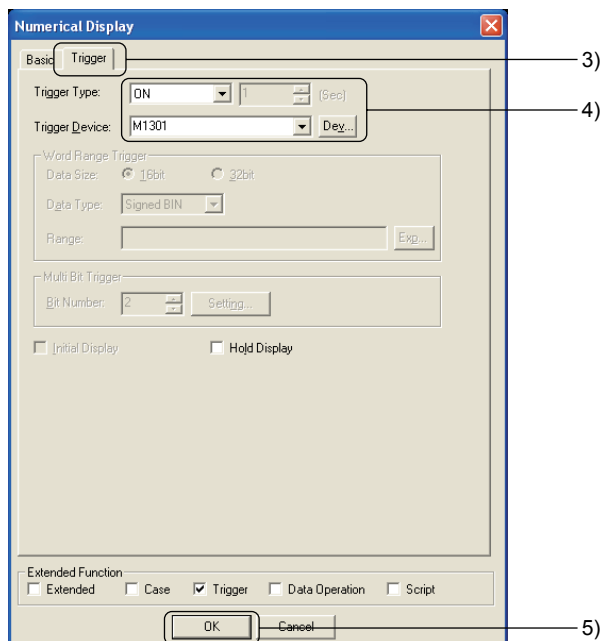 Numerical Display
Basic Trigger 3)
Trigger Type: ON 1 (Sec) 4)
Trigger Device: M1301 Dev...
Word Range Trigger
Data Size: 16bit 32bit
Data Type: Signed BIN
Range: Exp...
Multi Bit Trigger
Bit Number: 2 Setting...
Initial Display Hold Display
Extended Function
Extended Case Trigger Data Operation Script
OK Cancel 5)